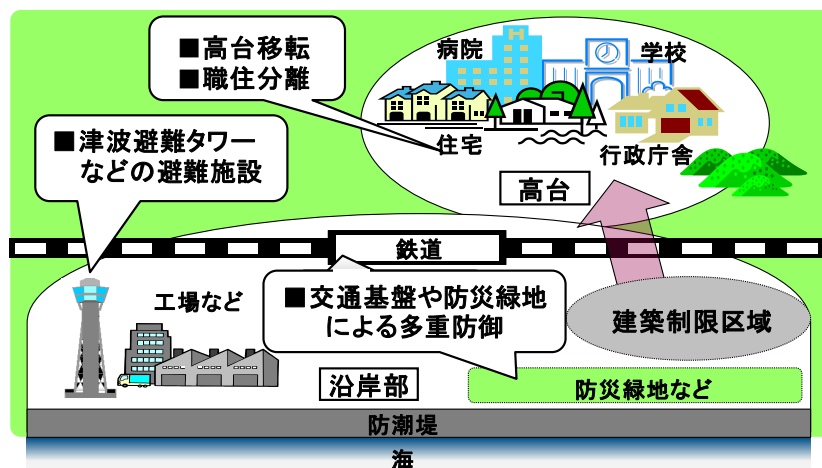 ■高台移転
■職住分離
病院
学校
住宅
行政庁舎
高台
■津波避難タワー
などの避難施設
鉄道
工場など
■交通基盤や防災緑地
による多重防御
建築制限区域
沿岸部
防災緑地など
防潮堤
海